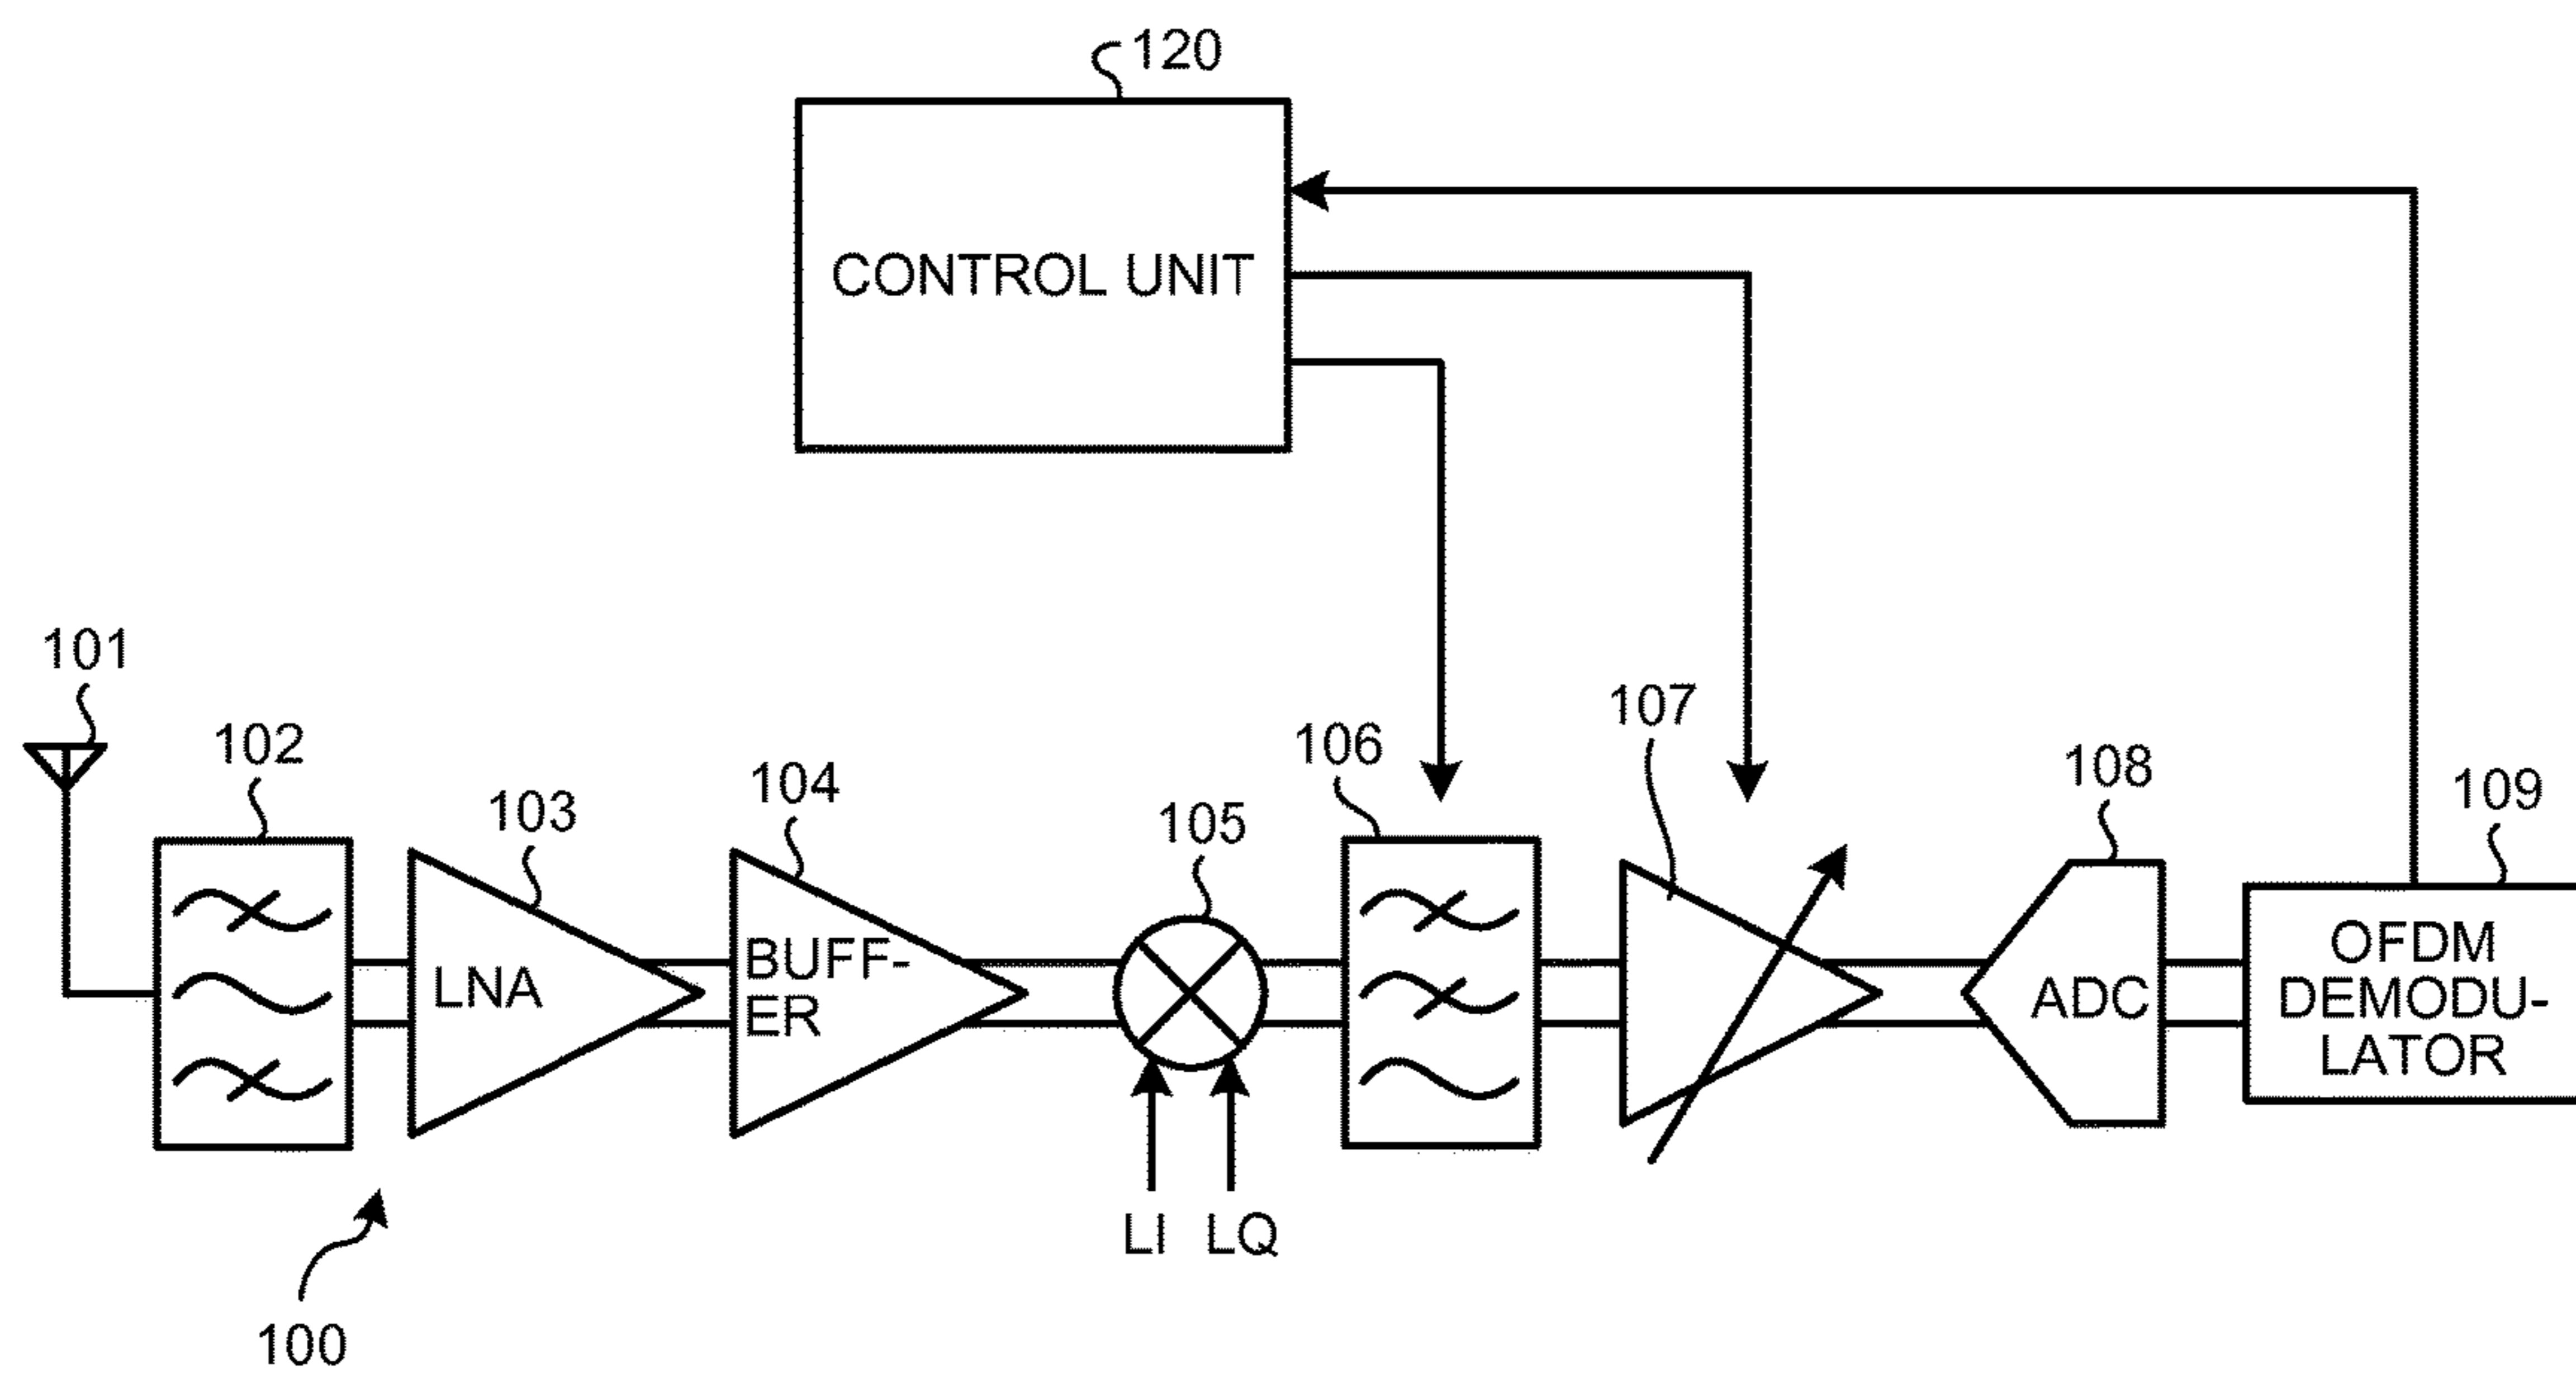 120
CONTROL UNIT
101
102
103
104
105
106
107
108
109
LNA
BUFF-
ER
ADC
OFDM
DEMODU-
LATOR
LI LQ
100